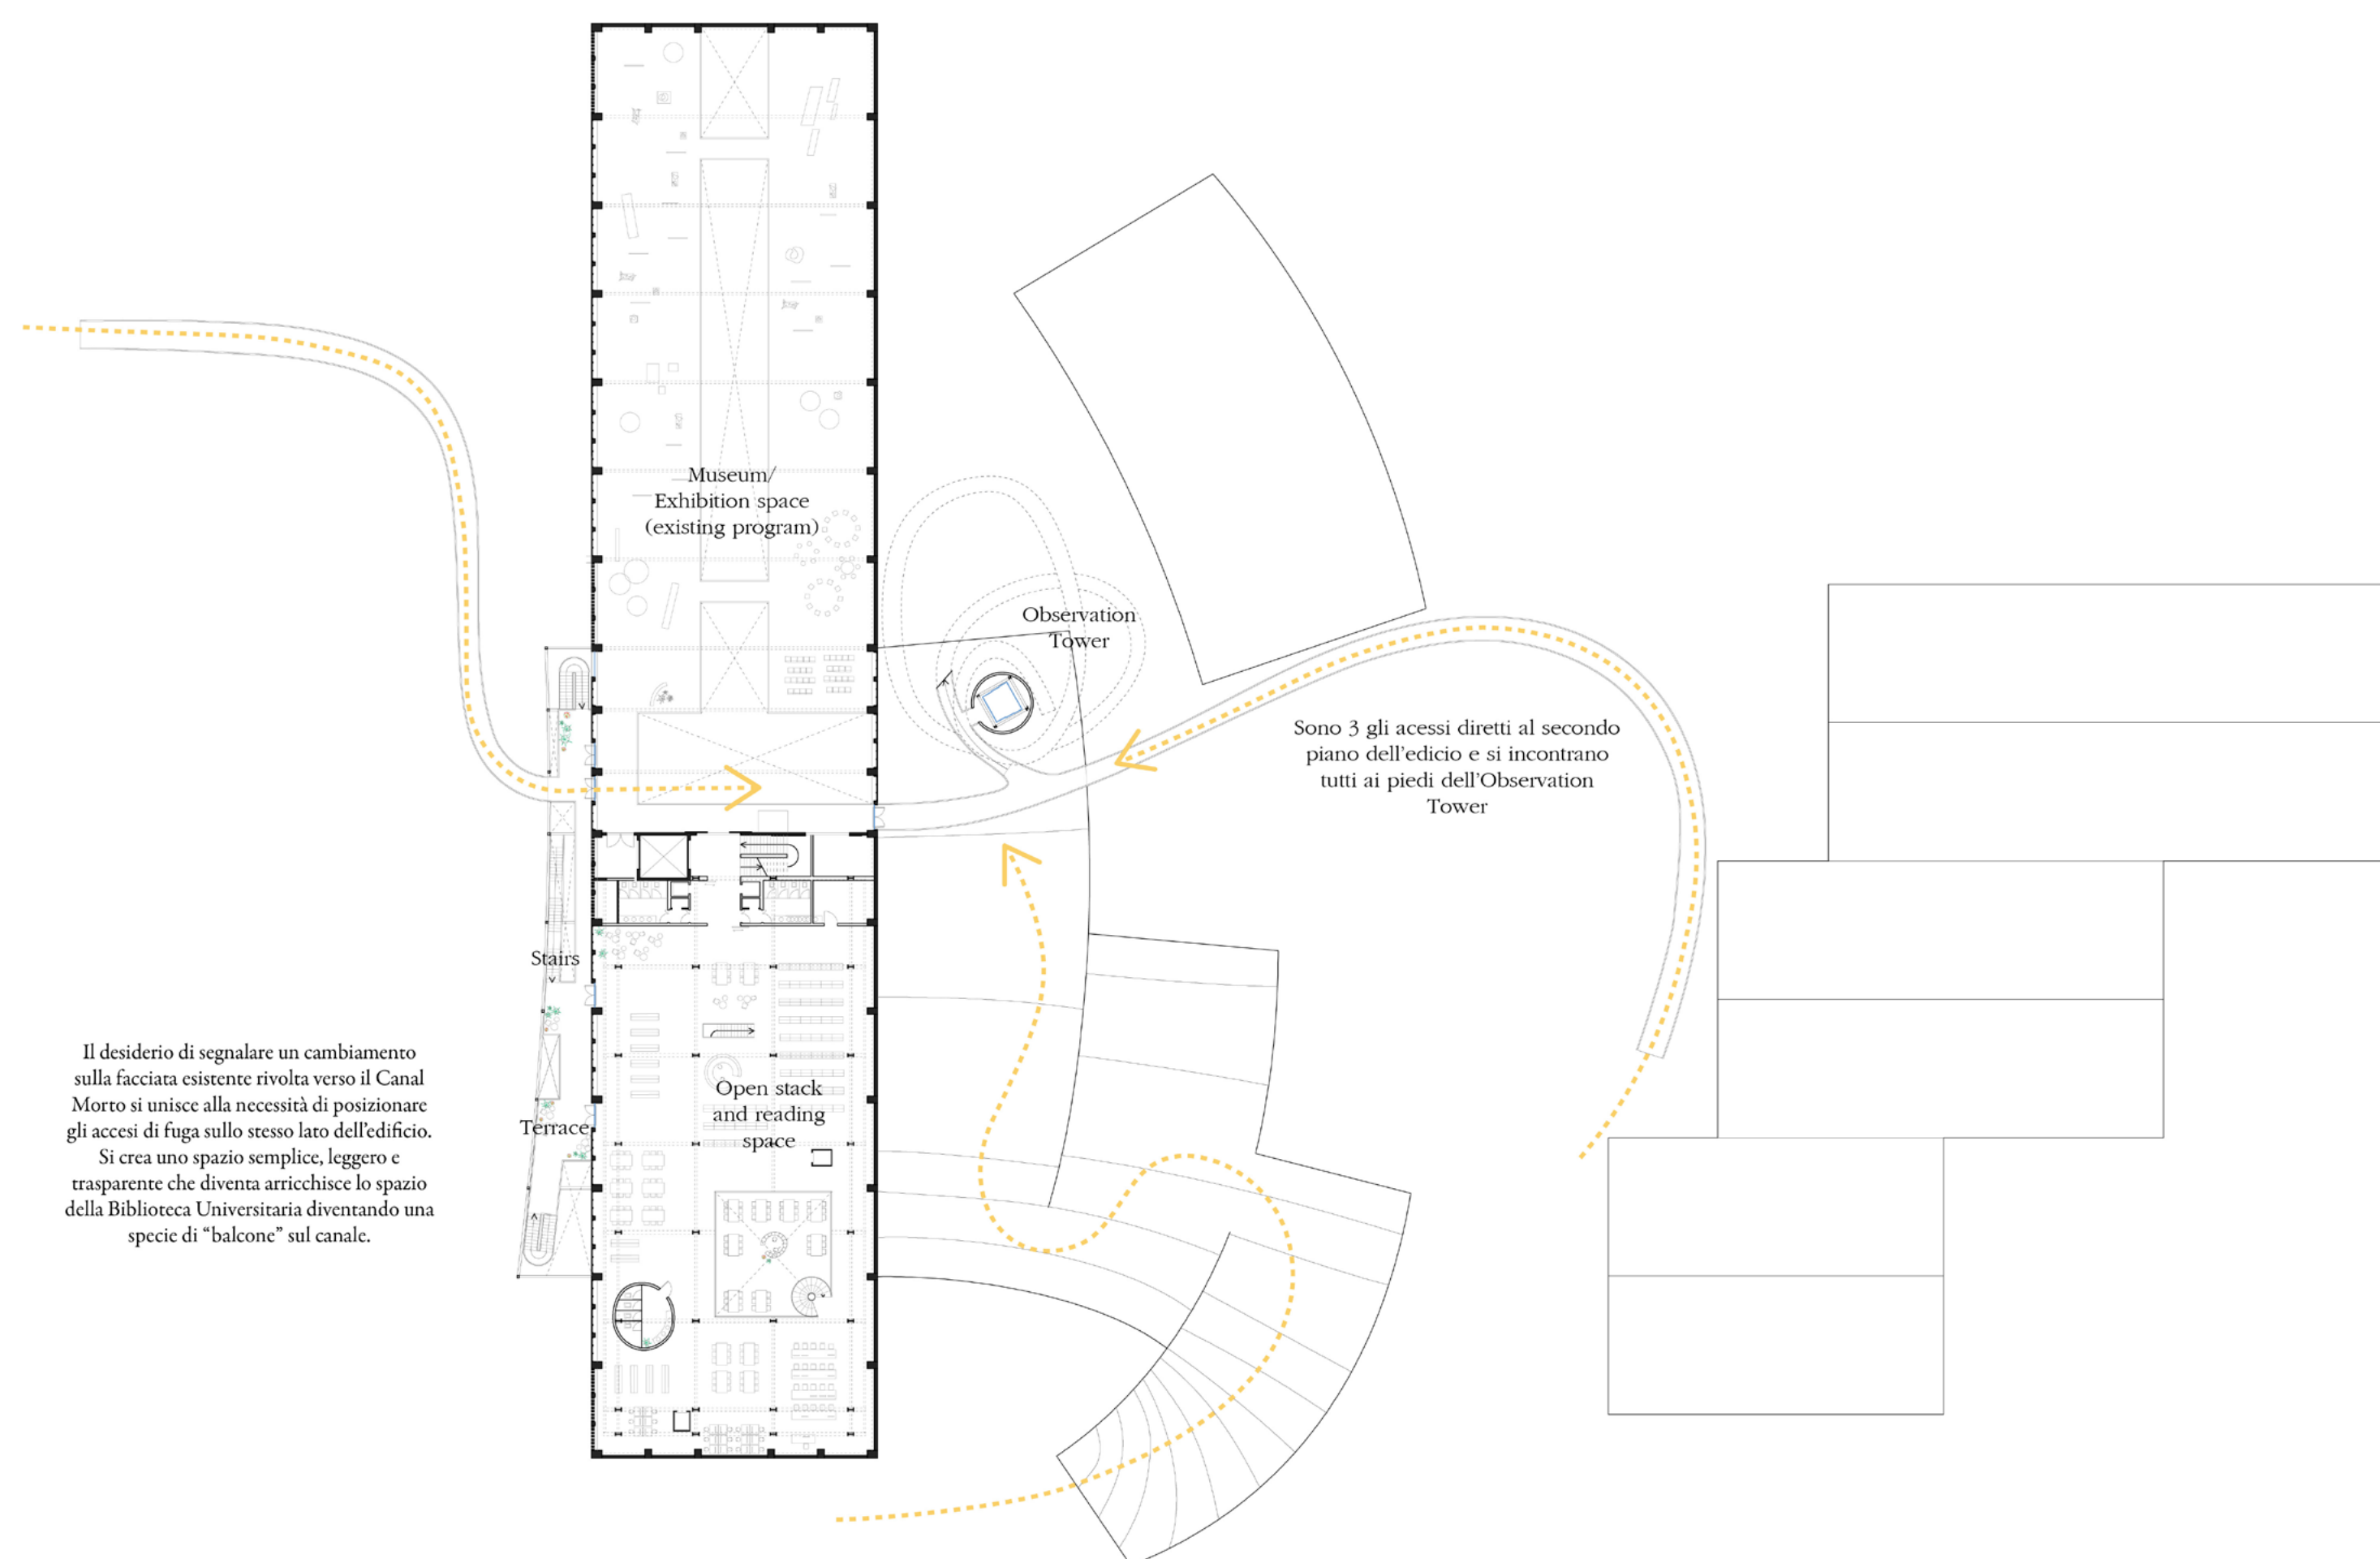 Museum/
Exhibition space
(existing program)
Observation
Tower
Sono 3 gli acessi diretti al secondo
piano dell'edicio e si incontrano
tutti ai piedi dell'Observation
Tower
Stairs
Terrace
Il desiderio di segnalare un cambiamento
sulla facciata esistente rivolta verso il Canal
Morto si unisce alla necessità di posizionare
gli accesi di fuga sullo stesso lato dell'edificio.
Si crea uno spazio semplice, leggero e
trasparente che diventa arricchisce lo spazio
della Biblioteca Universitaria diventando una
specie di “balcone” sul canale.
Open stack
and reading
space